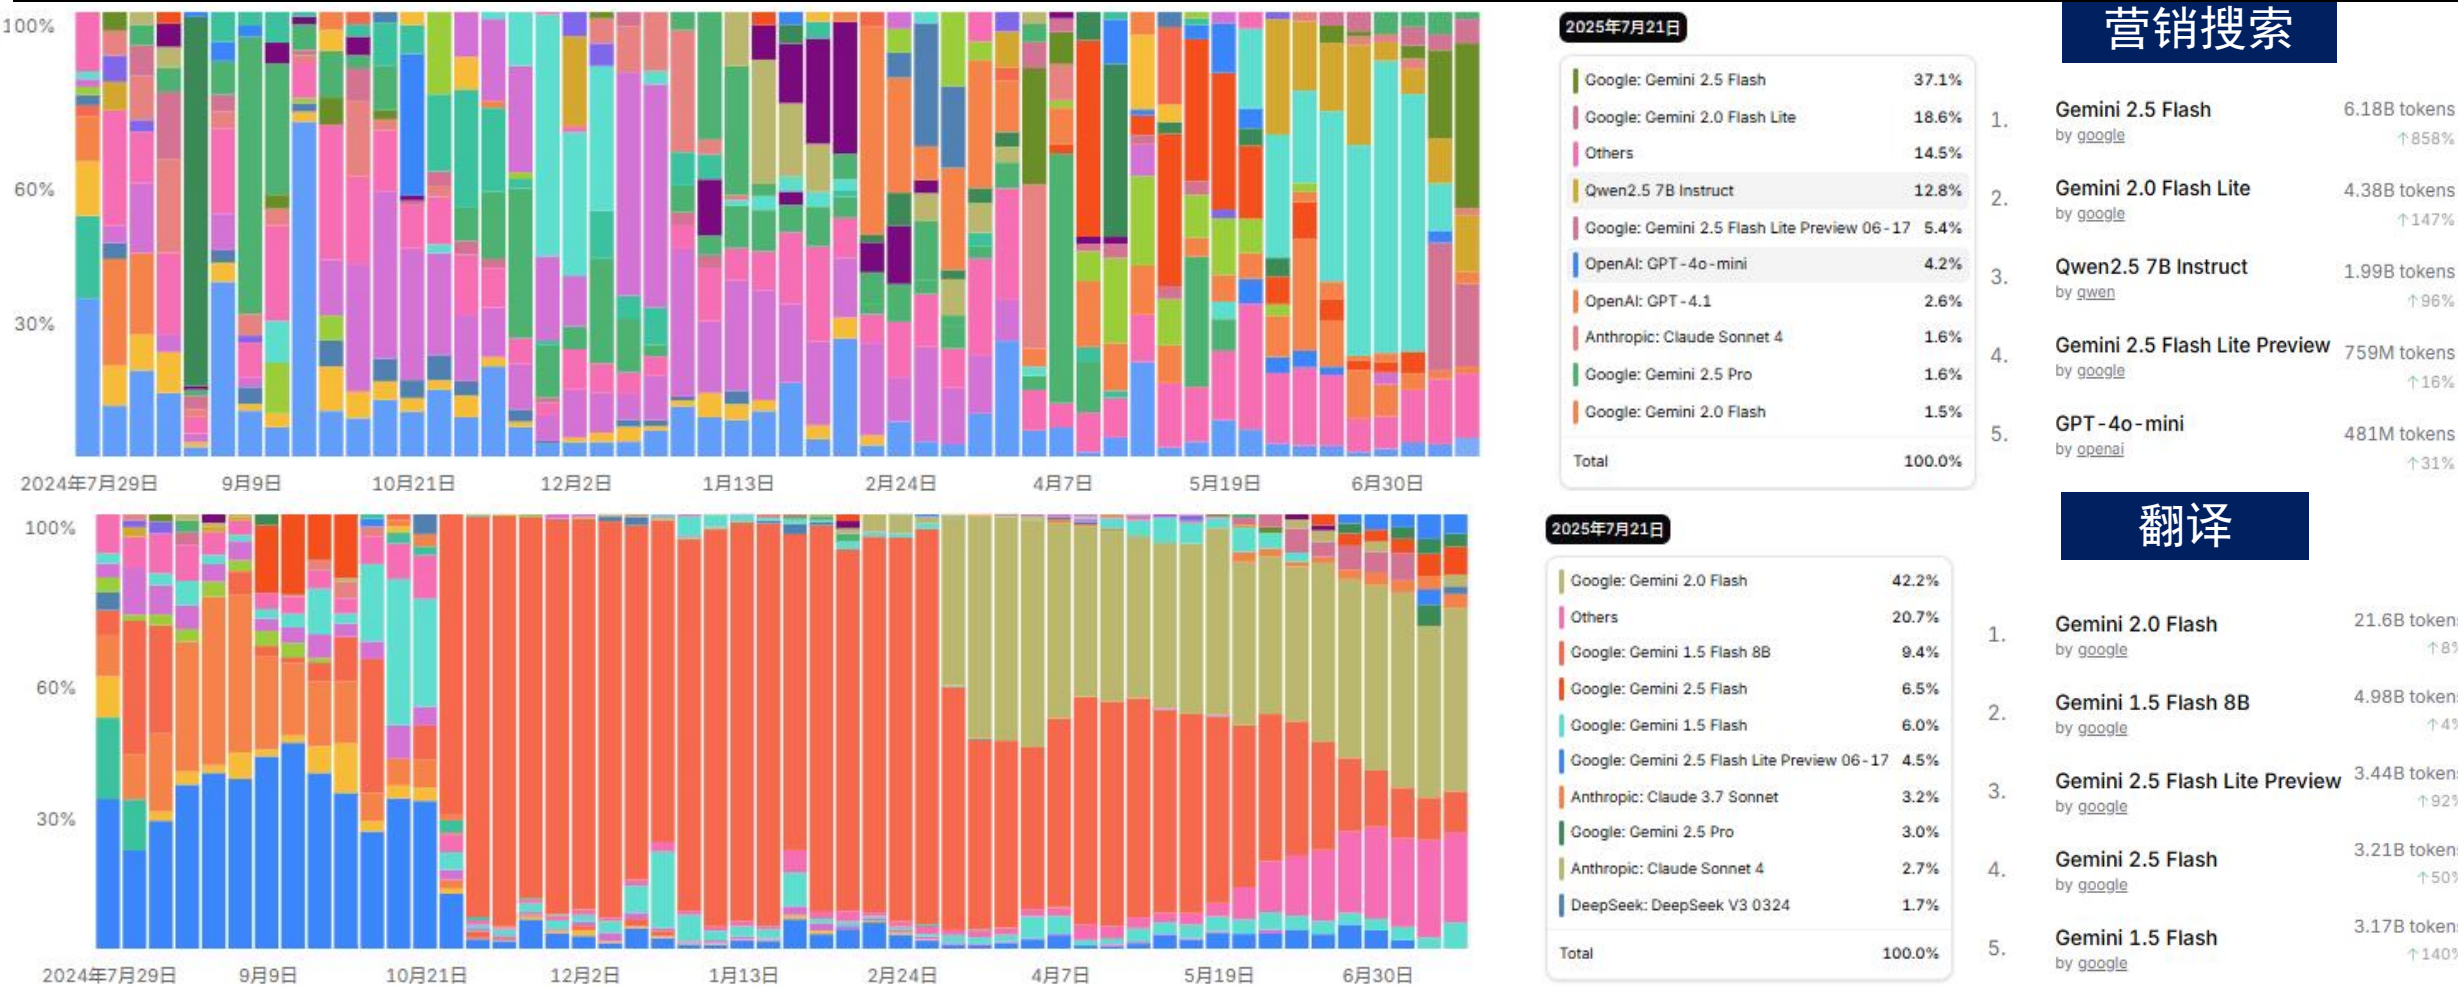 100%
60%
30%
2024年7月29日
9月9日
10月21日
12月2日
1月13日
2月24日
4月7日
5月19日
6月30日
2025年7月21日
Google: Gemini 2.5 Flash 37.1%
Google: Gemini 2.0 Flash Lite 18.6%
Others 14.5%
Qwen2.5 7B Instruct 12.8%
Google: Gemini 2.5 Flash Lite Preview 06-17 5.4%
OpenAI: GPT-4o-mini 4.2%
OpenAI: GPT-4.1 2.6%
Anthropic: Claude Sonnet 4 1.6%
Google: Gemini 2.5 Pro 1.6%
Google: Gemini 2.0 Flash 1.5%
Total 100.0%
营销搜索
1. Gemini 2.5 Flash 6.18B tokens
by google ↑858%
2. Gemini 2.0 Flash Lite 4.38B tokens
by google ↑147%
3. Qwen2.5 7B Instruct 1.99B tokens
by qwen ↑96%
4. Gemini 2.5 Flash Lite Preview 759M tokens
by google ↑16%
5. GPT-4o-mini 481M tokens
by openai ↑31%
100%
60%
30%
2024年7月29日
9月9日
10月21日
12月2日
1月13日
2月24日
4月7日
5月19日
6月30日
2025年7月21日
Google: Gemini 2.0 Flash 42.2%
Others 20.7%
Google: Gemini 1.5 Flash 8B 9.4%
Google: Gemini 2.5 Flash 6.5%
Google: Gemini 1.5 Flash 6.0%
Google: Gemini 2.5 Flash Lite Preview 06-17 4.5%
Anthropic: Claude 3.7 Sonnet 3.2%
Google: Gemini 2.5 Pro 3.0%
Anthropic: Claude Sonnet 4 2.7%
DeepSeek: DeepSeek V3 0324 1.7%
Total 100.0%
翻译
1. Gemini 2.0 Flash 21.6B token
by google ↑8%
2. Gemini 1.5 Flash 8B 4.98B token
by google ↑4%
3. Gemini 2.5 Flash Lite Preview 3.44B token
by google ↑92%
4. Gemini 2.5 Flash 3.21B token
by google ↑50%
5. Gemini 1.5 Flash 3.17B token
by google ↑140%